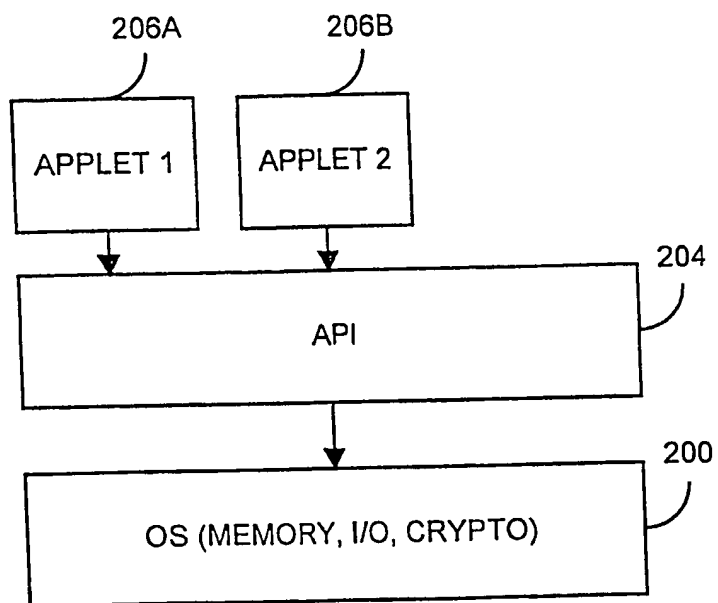 206A
206B
APPLET 1
APPLET 2
204
API
200
OS (MEMORY, I/O, CRYPTO)